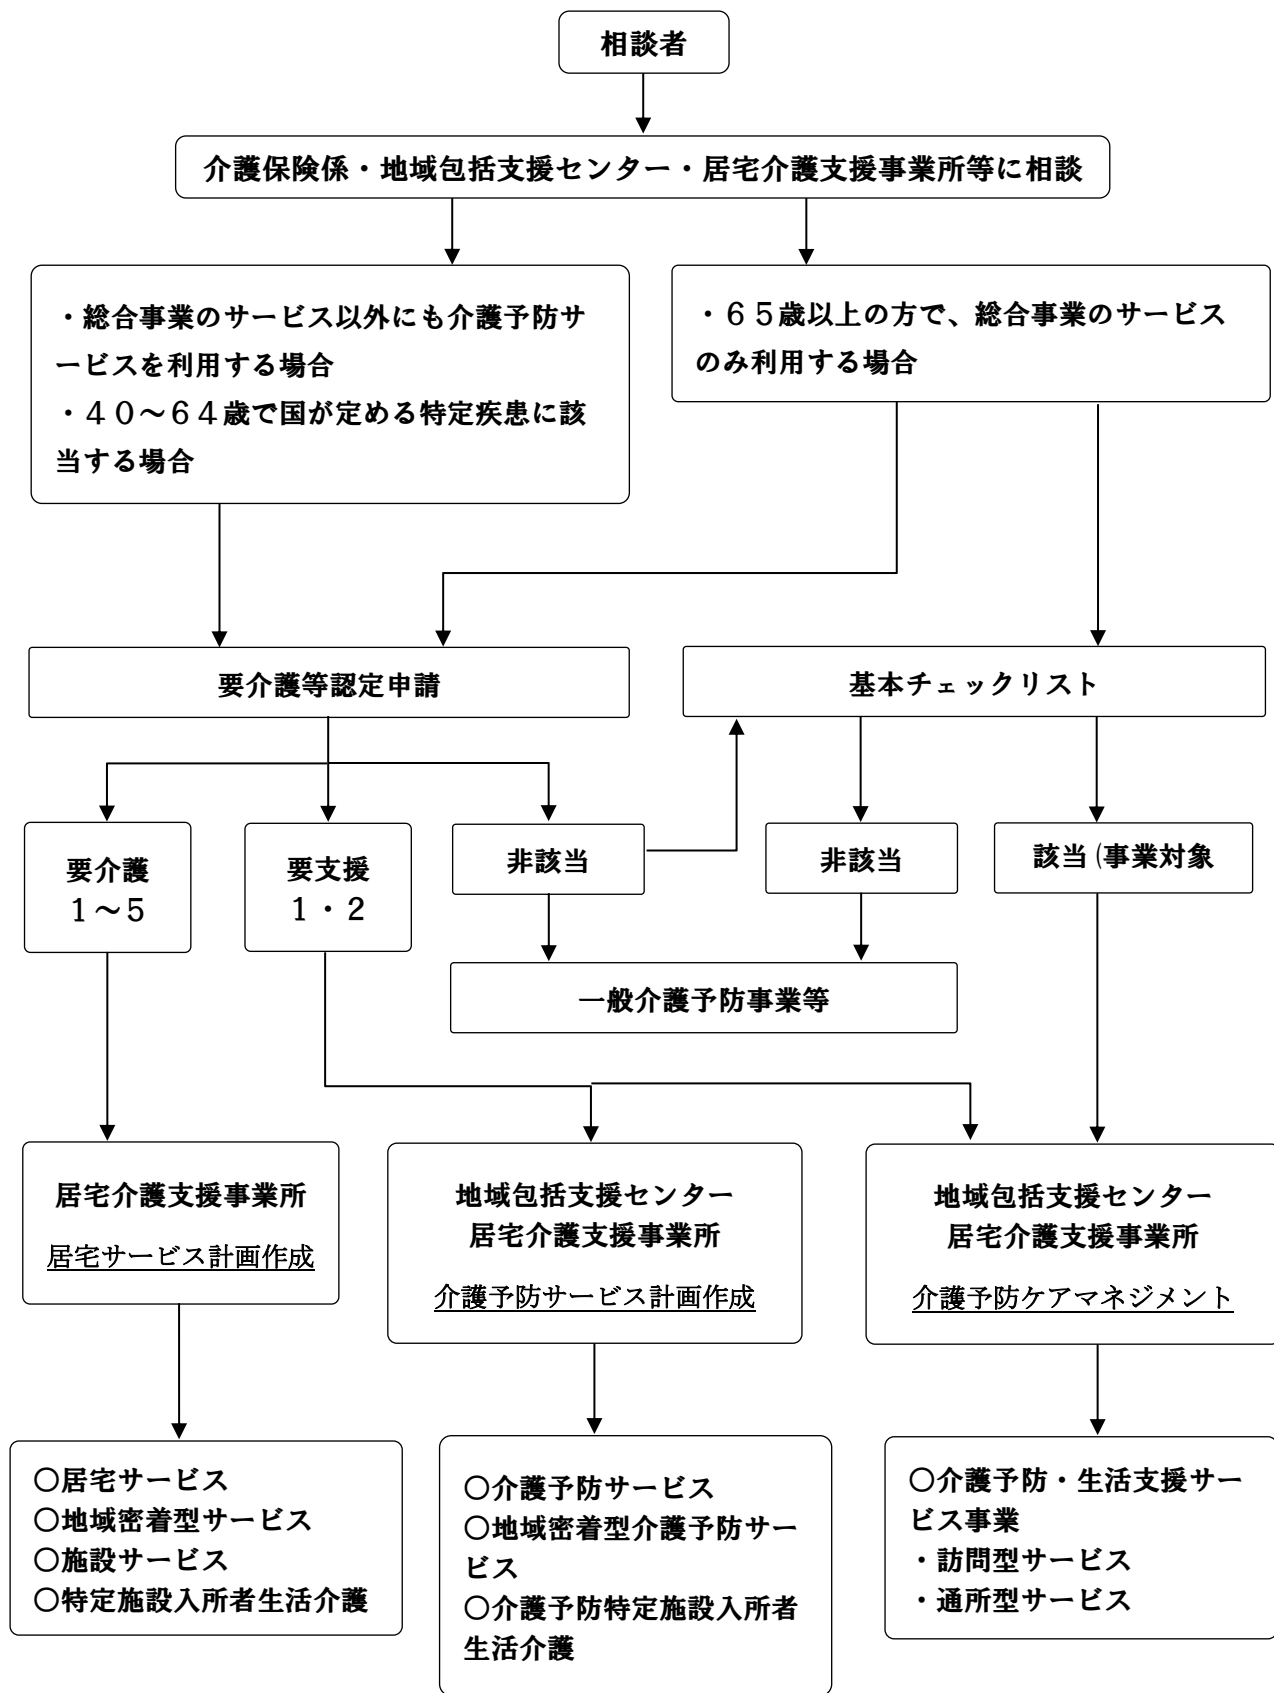 相談者
介護保険係・地域包括支援センター・居宅介護支援事業所等に相談
・総合事業のサービス以外にも介護予防サ
ービスを利用する場合
・４０～６４歳で国が定める特定疾患に該
当する場合
・６５歳以上の方で、総合事業のサービス
のみ利用する場合
要介護等認定申請
基本チェックリスト
要介護
１～５
要支援
１・２
非該当
非該当
該当(事業対象
一般介護予防事業等
居宅介護支援事業所
居宅サービス計画作成
地域包括支援センター
居宅介護支援事業所
介護予防サービス計画作成
地域包括支援センター
居宅介護支援事業所
介護予防ケアマネジメント
○居宅サービス
○地域密着型サービス
○施設サービス
○特定施設入所者生活介護
○介護予防サービス
○地域密着型介護予防サー
ビス
○介護予防特定施設入所者
生活介護
○介護予防・生活支援サー
ビス事業
・訪問型サービス
・通所型サービス